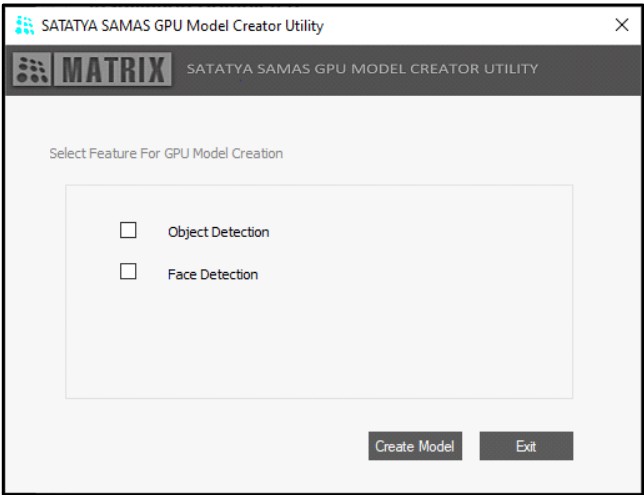 SATATYA SAMAS GPU Model Creator Utility
MATRIX SATATYA SAMAS GPU MODEL CREATOR UTILITY
Select Feature For GPU Model Creation
Object Detection
Face Detection
Create Model Exit